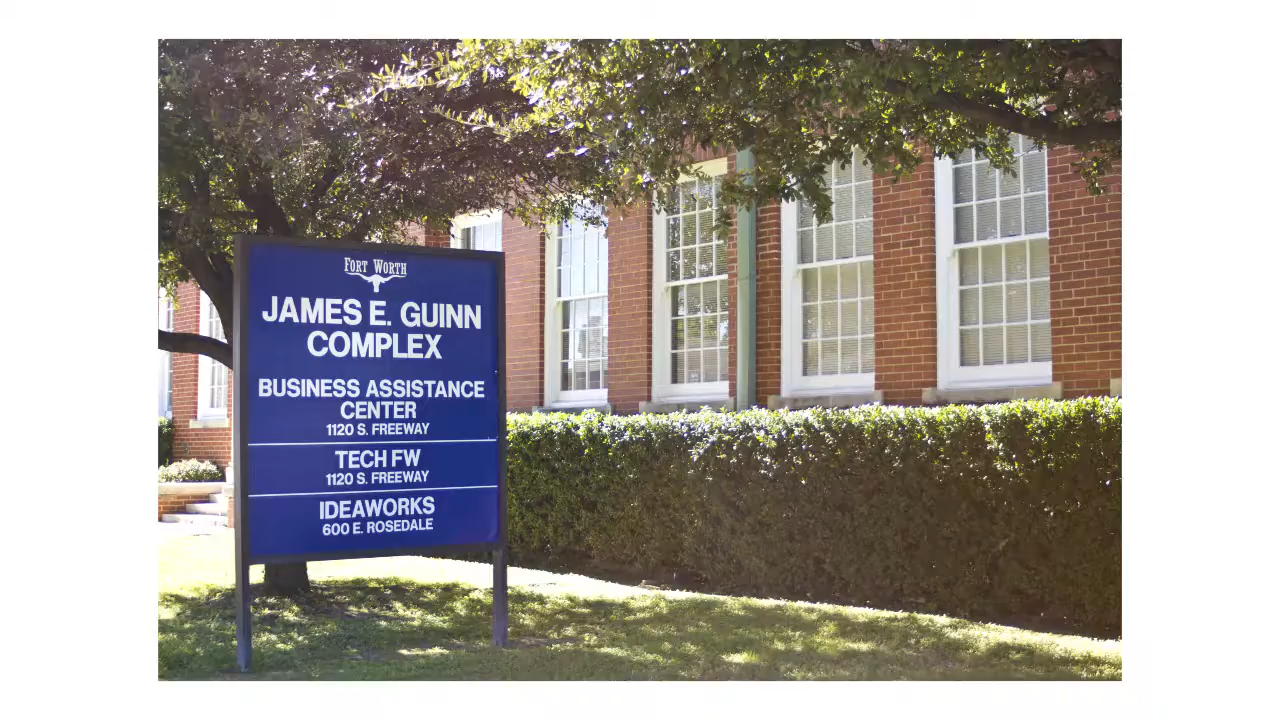 FORT WORTH
JAMES E. GUINN
COMPLEX
BUSINESS ASSISTANCE
CENTER
1120 S. FREEWAY
TECH FW
1120 S. FREEWAY
IDEAWORKS
600 E. ROSEDALE